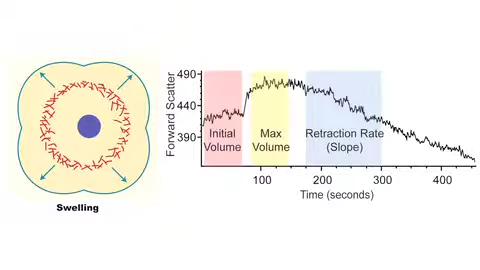 Swelling
Forward Scatter
490
440
390
Initial
Volume
Max
Volume
Retraction Rate
(Slope)
100
200
300
400
Time (seconds)